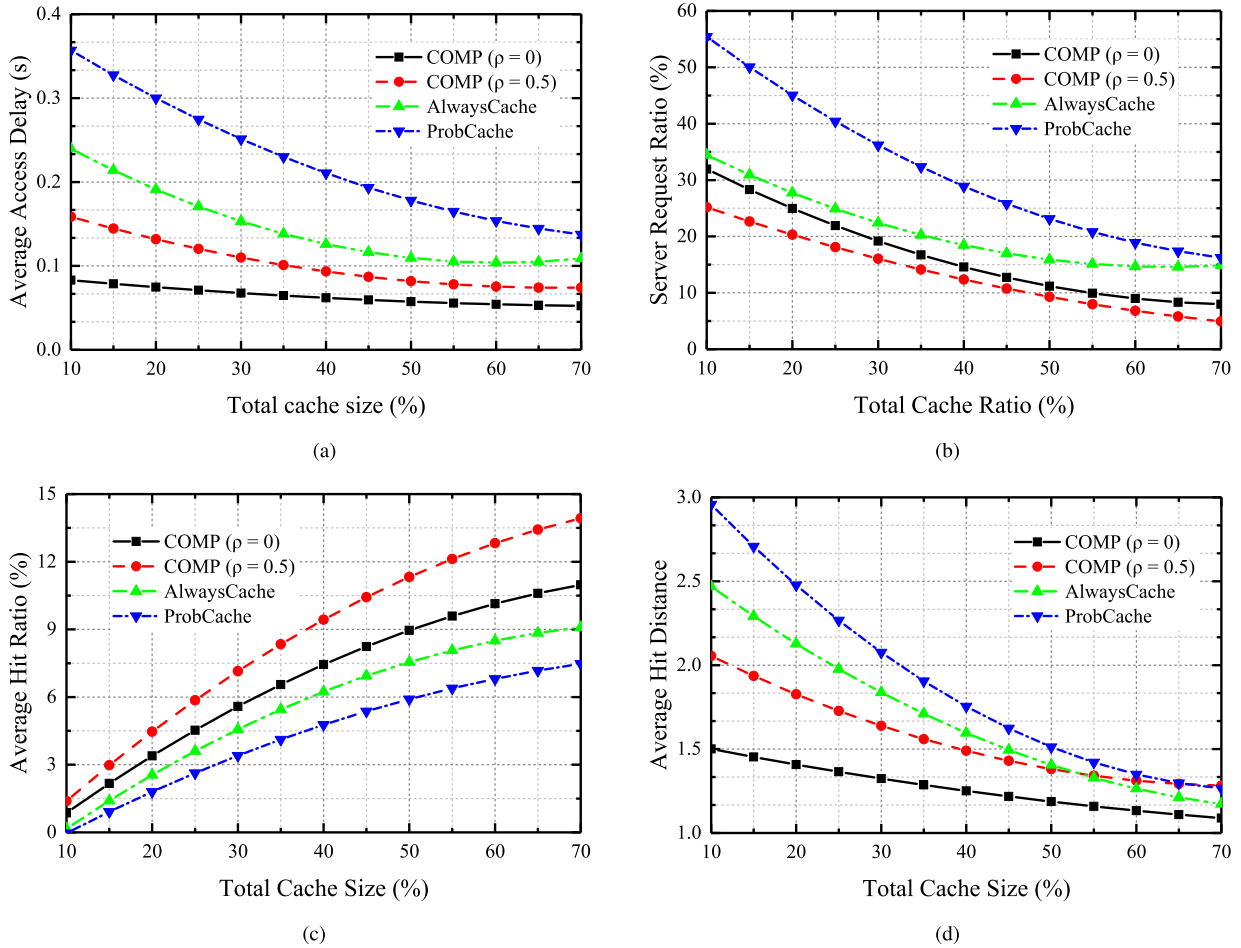 0.4
0.3
0.2
0.1
0.0
Average Access Delay (s)
COMP (ρ = 0)
COMP (ρ = 0.5)
AlwaysCache
ProbCache
10 20 30 40 50 60 70
Total cache size (%)
(a)
60
50
40
30
20
10
0
Server Request Ratio (%)
COMP (ρ = 0)
COMP (ρ = 0.5)
AlwaysCache
ProbCache
10 20 30 40 50 60 70
Total Cache Ratio (%)
(b)
15
12
9
6
3
0
Average Hit Ratio (%)
COMP (ρ = 0)
COMP (ρ = 0.5)
AlwaysCache
ProbCache
10 20 30 40 50 60 70
Total Cache Size (%)
(c)
3.0
2.5
2.0
1.5
1.0
Average Hit Distance
COMP (ρ = 0)
COMP (ρ = 0.5)
AlwaysCache
ProbCache
10 20 30 40 50 60 70
Total Cache Size (%)
(d)